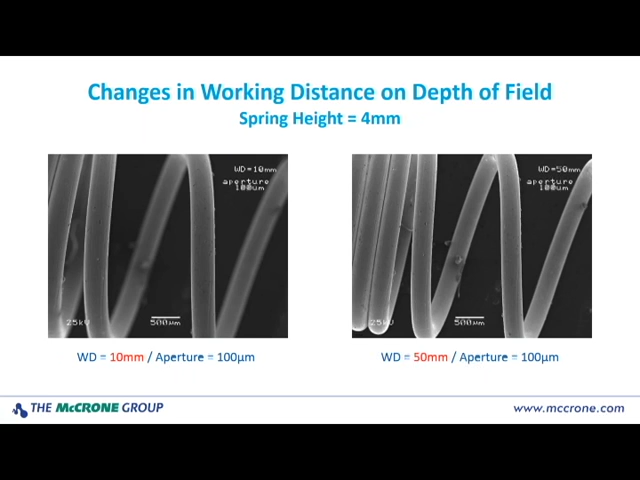 Changes in Working Distance on Depth of Field
Spring Height = 4mm
WD=10mm
aperture
100um
25kV
500µm
WD=50mm
aperture
100µm
25kV
500µm
WD = 10mm / Aperture = 100µm
WD = 50mm / Aperture = 100µm
THE McCRONE GROUP
www.mccrone.com